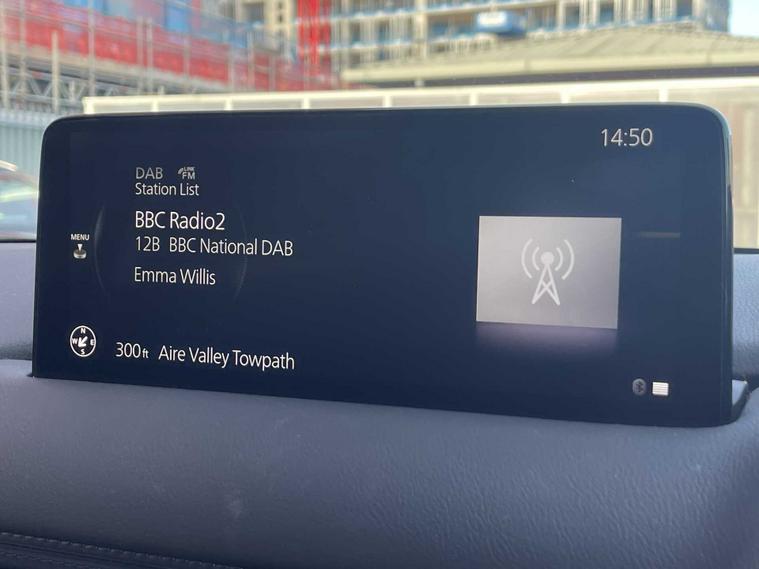 14:50
DAB LINK FM
Station List
BBC Radio2
MENU
12B BBC National DAB
Emma Willis
N
W E
S
300ft Aire Valley Towpath